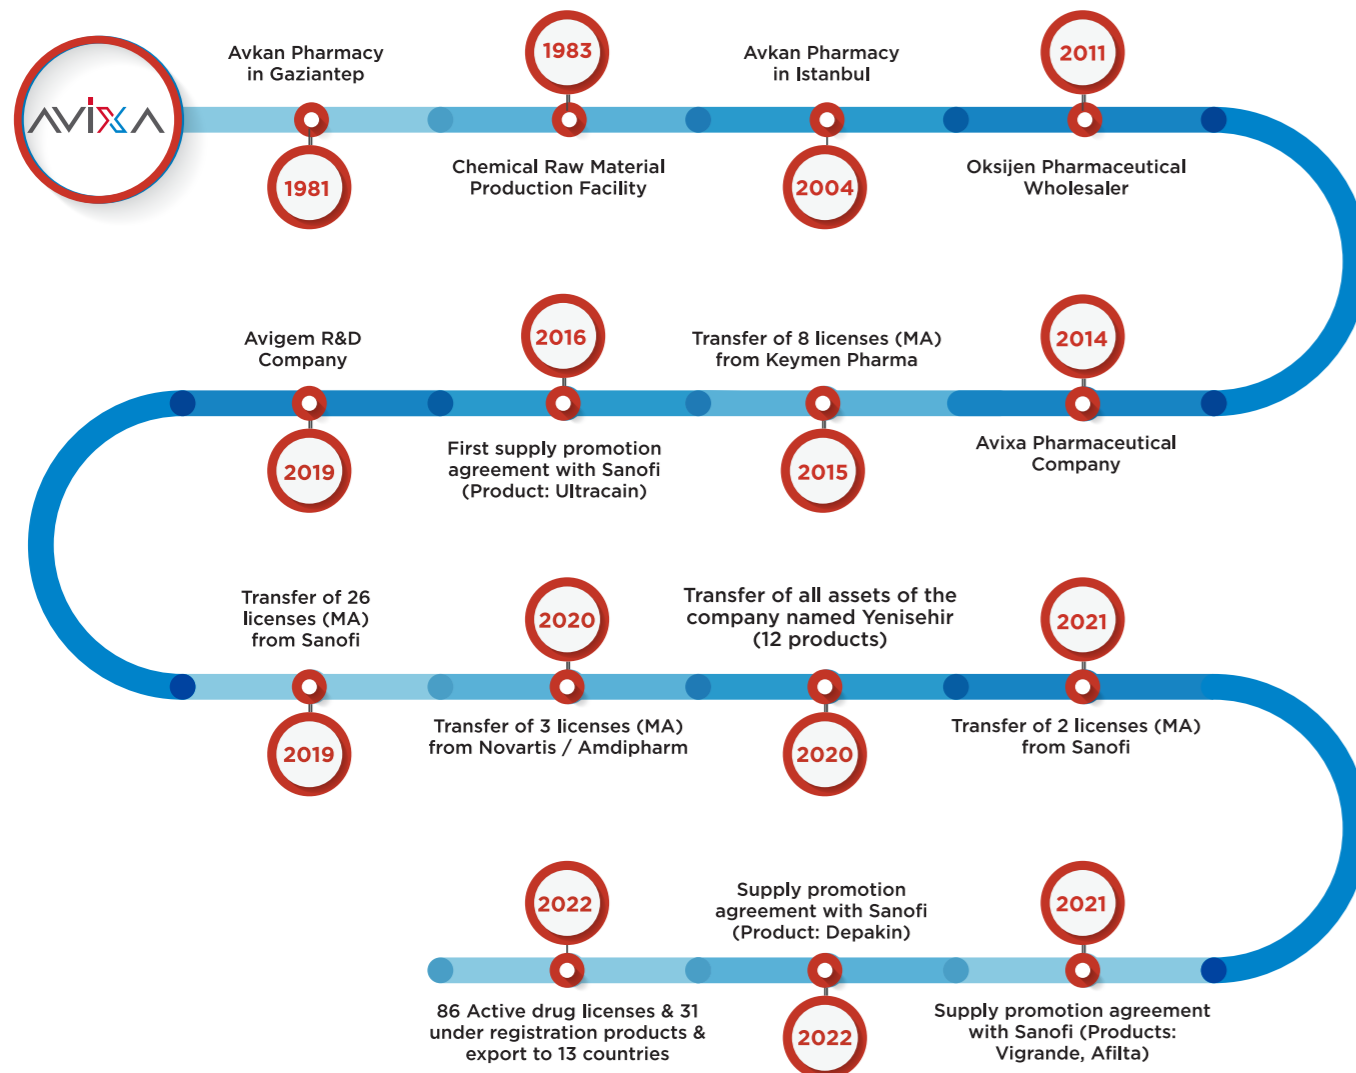 AVIXA
Avkan Pharmacy
in Gaziantep
1981
1983
Chemical Raw Material
Production Facility
Avkan Pharmacy
in Istanbul
2004
2011
Oksijen Pharmaceutical
Wholesaler
2014
Avixa Pharmaceutical
Company
Transfer of 8 licenses (MA)
from Keymen Pharma
2015
2016
First supply promotion
agreement with Sanofi
(Product: Ultracain)
Avigem R&D
Company
2019
Transfer of 26
licenses (MA)
from Sanofi
2019
2020
Transfer of 3 licenses (MA)
from Novartis / Amdipharm
Transfer of all assets of the
company named Yenisehir
(12 products)
2020
2021
Transfer of 2 licenses (MA)
from Sanofi
2021
Supply promotion agreement
with Sanofi (Products:
Vigrande, Afilta)
Supply promotion
agreement with Sanofi
(Product: Depakin)
2022
2022
86 Active drug licenses & 31
under registration products &
export to 13 countries